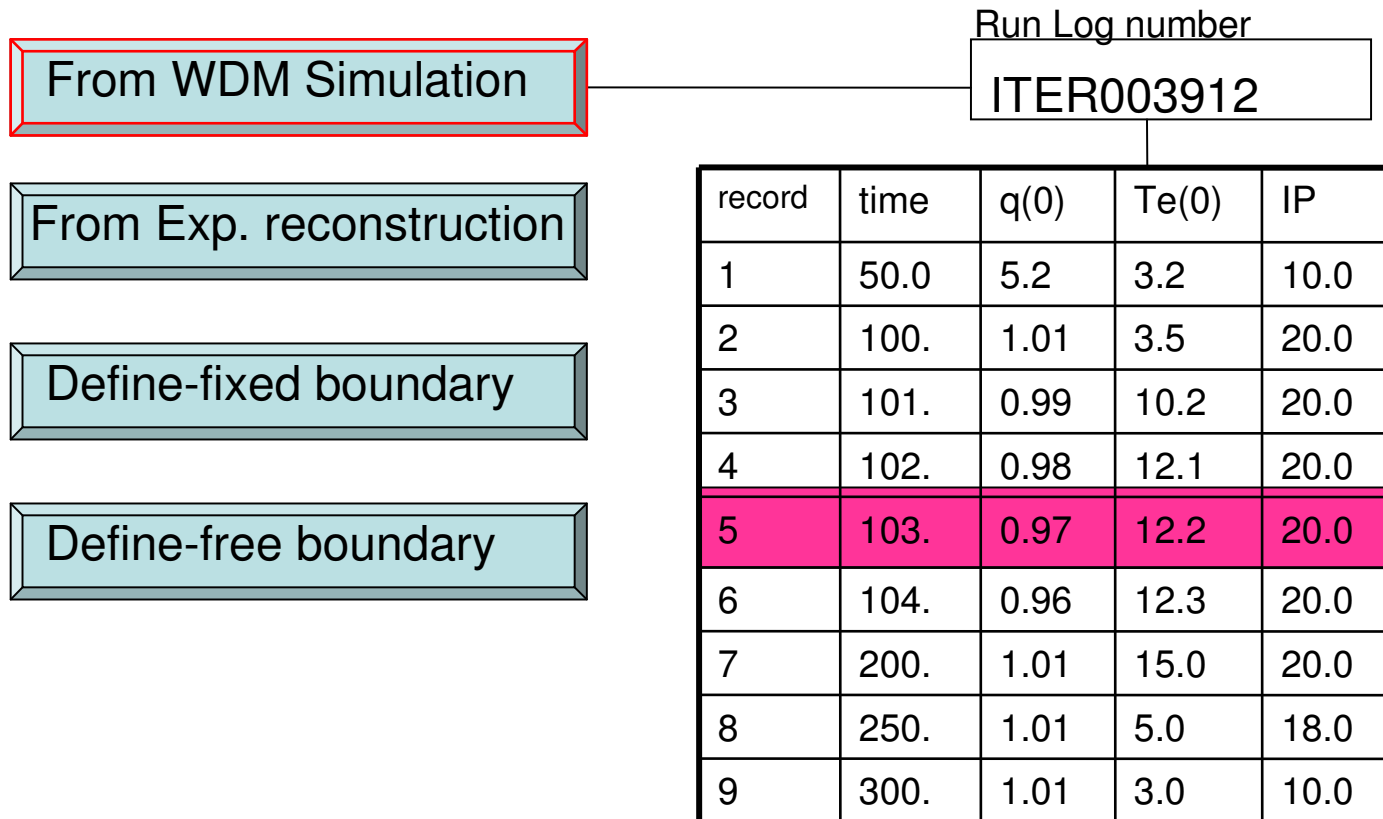 From WDM Simulation
From Exp. reconstruction
Define-fixed boundary
Define-free boundary
Run Log number
ITER003912
record time q(0) Te(0) IP
1 50.0 5.2 3.2 10.0
2 100. 1.01 3.5 20.0
3 101. 0.99 10.2 20.0
4 102. 0.98 12.1 20.0
5 103. 0.97 12.2 20.0
6 104. 0.96 12.3 20.0
7 200. 1.01 15.0 20.0
8 250. 1.01 5.0 18.0
9 300. 1.01 3.0 10.0